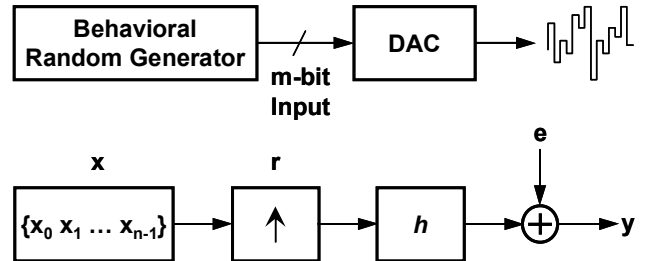 Behavioral
Random Generator
m-bit
Input
DAC
x
r
e
{x₀ x₁ … xₙ₋₁}
↑
h
+
y